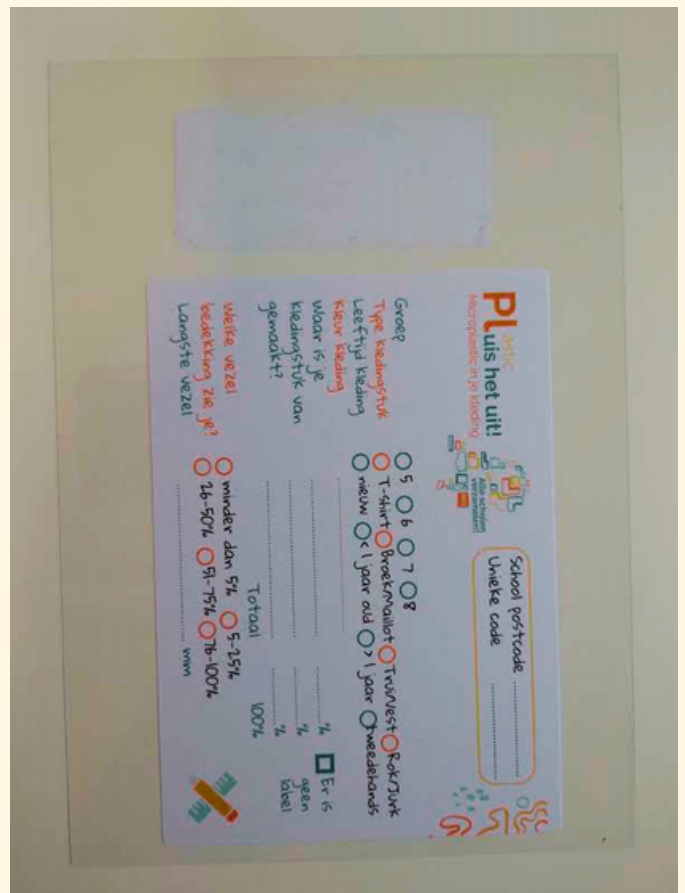 PLastic
uis het uit!
Microplastic in je kleding
Alle scholen
verzamelen!
School postcode
Unieke code
Groep 5 6 7 8
Type kledingstuk T-shirt Broek/Maillot Trui/Vest Rok/Jurk
Leeftijd kleding nieuw < 1 jaar oud > 1 jaar tweedehands
Kleur kleding
Waar is je
kledingstuk van
gemaakt?
%
%
%
Er is
geen
label
Totaal 100%
Welke vezel
bedekking zie je?
minder dan 5% 5-25%
26-50% 51-75% 76-100%
Langste vezel mm